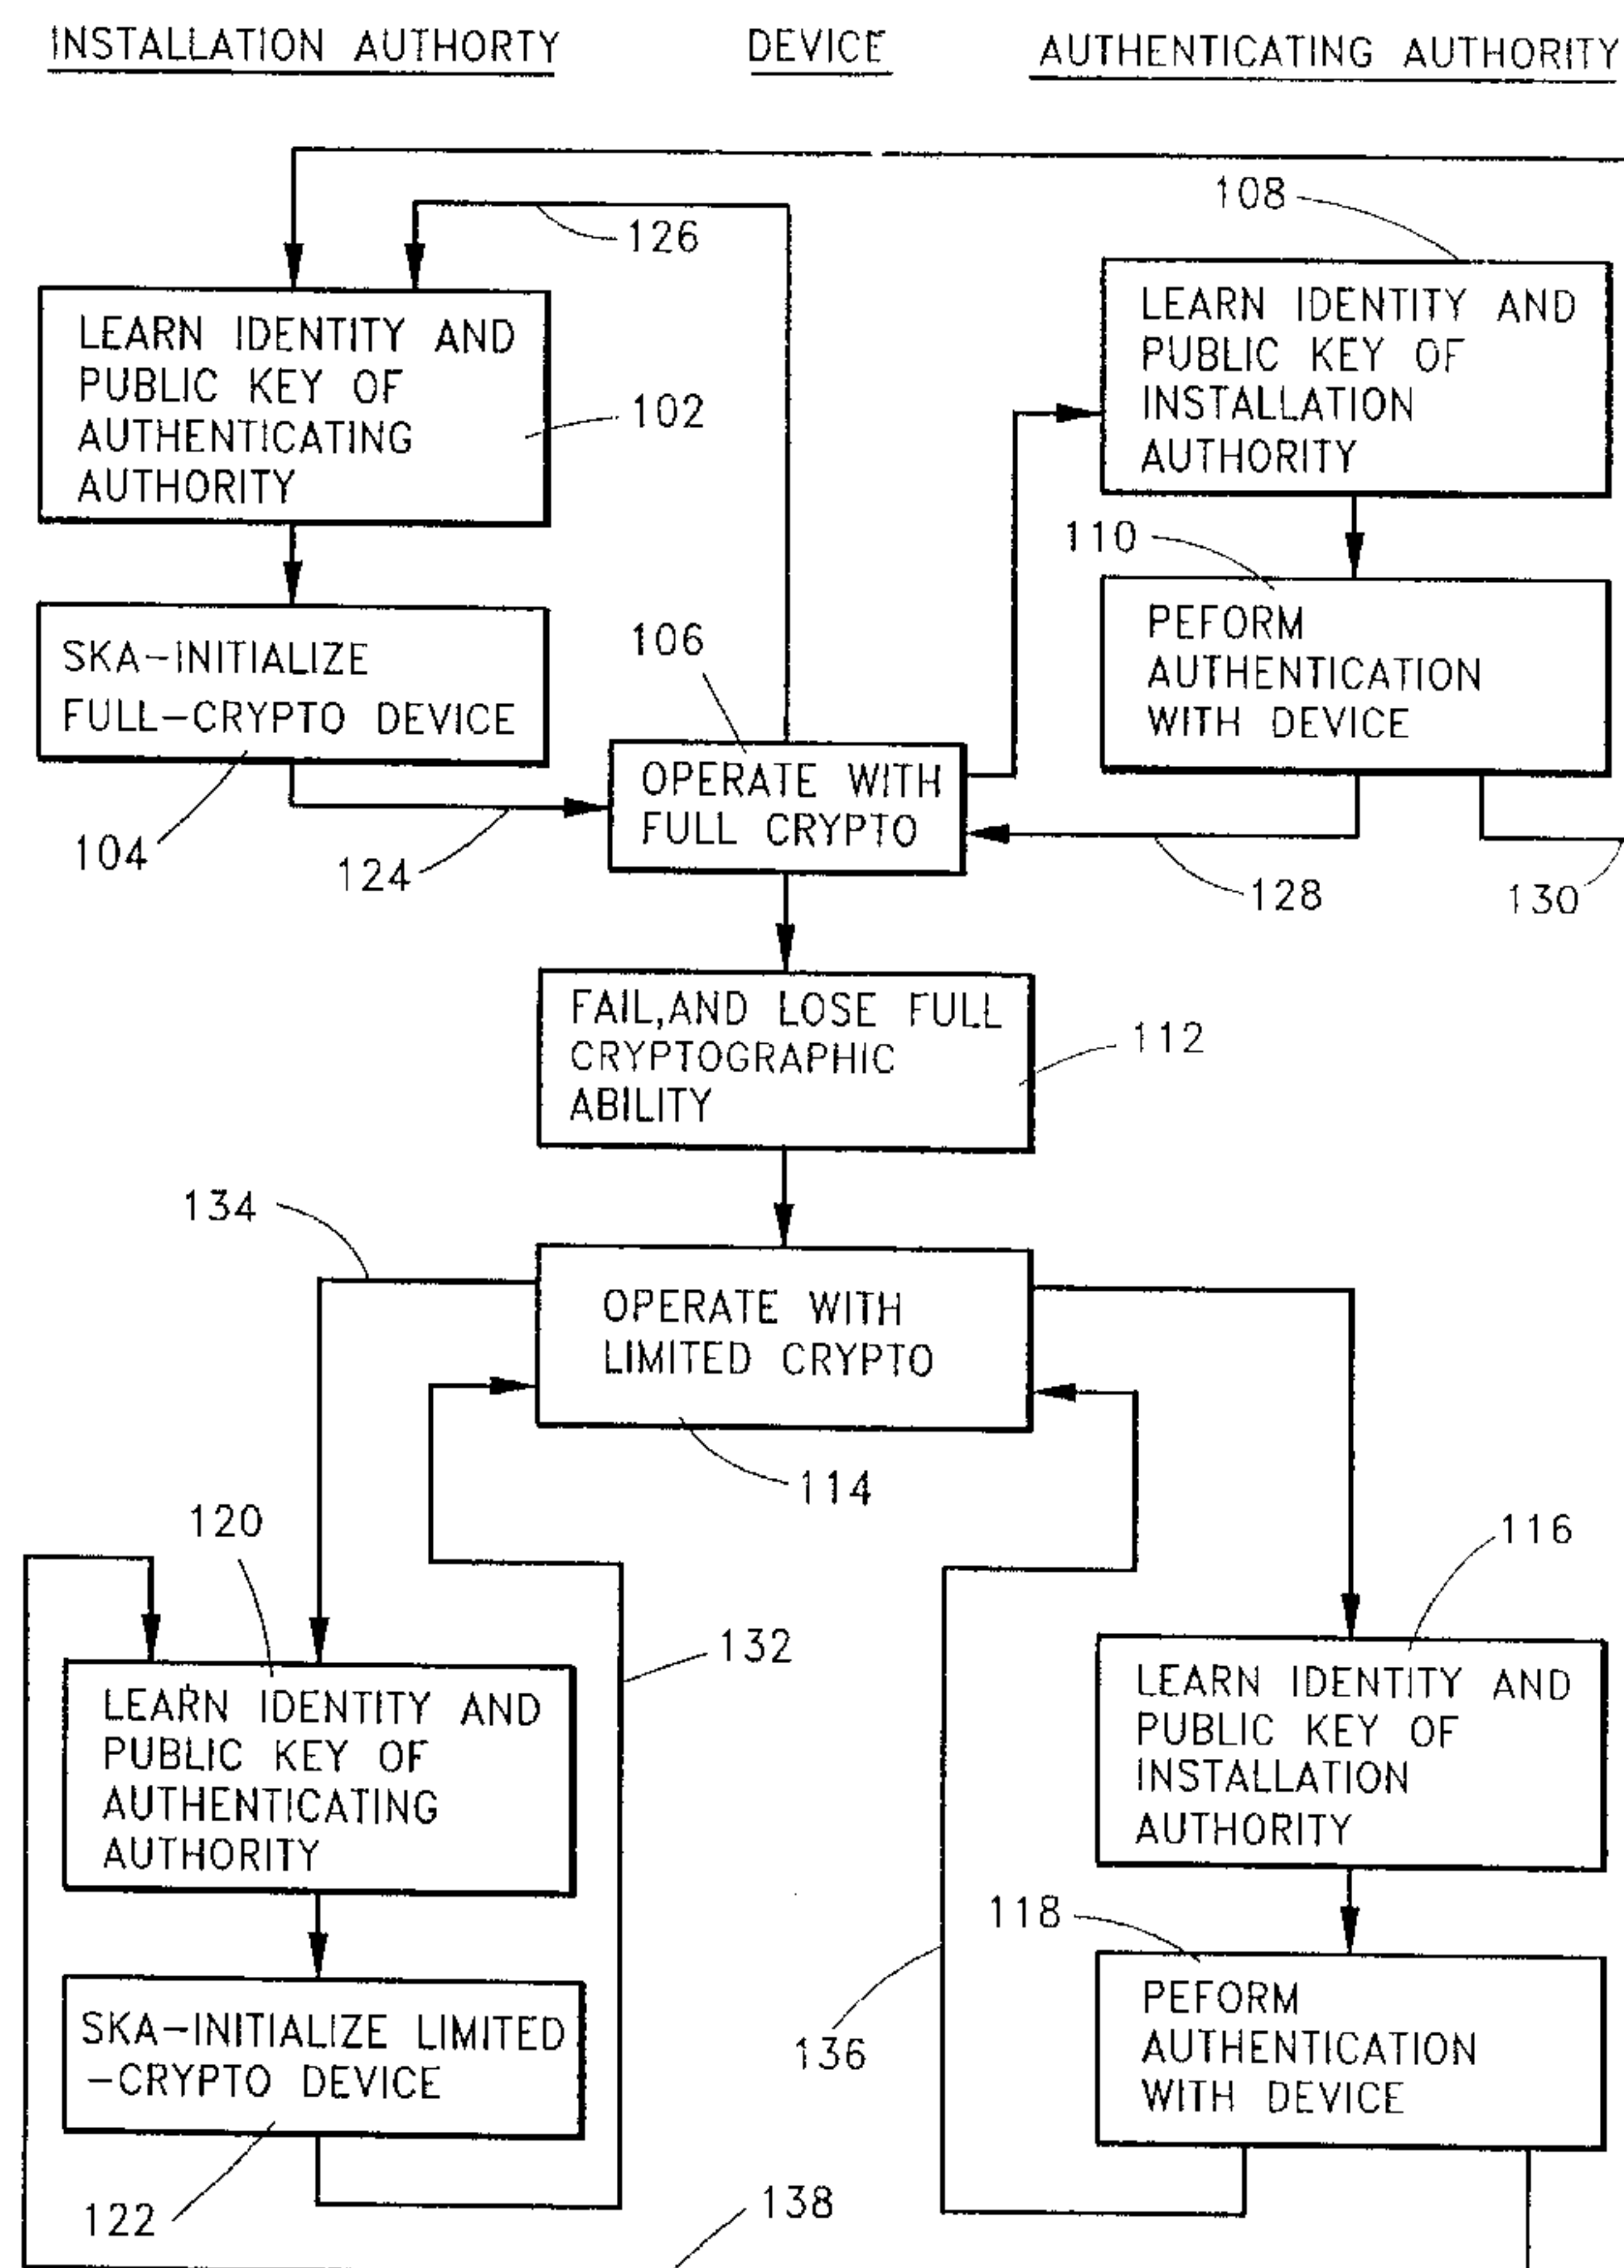 INSTALLATION AUTHORTY
DEVICE
AUTHENTICATING AUTHORITY
108
126
LEARN IDENTITY AND
PUBLIC KEY OF
AUTHENTICATING
AUTHORITY
102
LEARN IDENTITY AND
PUBLIC KEY OF
INSTALLATION
AUTHORITY
110
SKA-INITIALIZE
FULL-CRYPTO DEVICE
106
PEFORM
AUTHENTICATION
WITH DEVICE
OPERATE WITH
FULL CRYPTO
104
124
128
130
FAIL,AND LOSE FULL
CRYPTOGRAPHIC
ABILITY
112
134
OPERATE WITH
LIMITED CRYPTO
114
120
116
132
LEARN IDENTITY AND
PUBLIC KEY OF
AUTHENTICATING
AUTHORITY
LEARN IDENTITY AND
PUBLIC KEY OF
INSTALLATION
AUTHORITY
118
SKA-INITIALIZE LIMITED
-CRYPTO DEVICE
136
PEFORM
AUTHENTICATION
WITH DEVICE
122
138